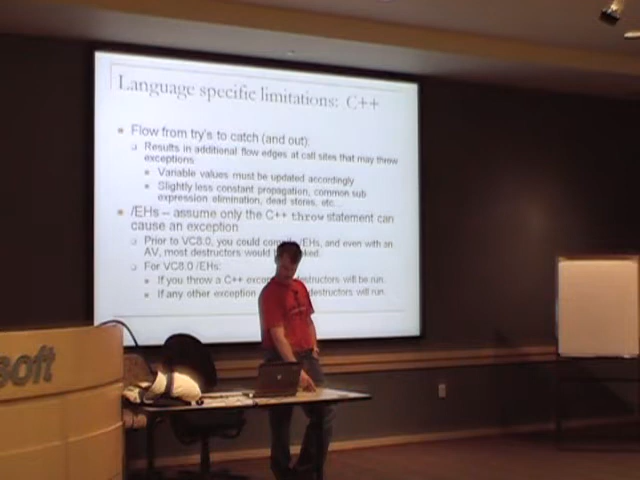 Language specific limitations: C++
Flow from try's to catch (and out):
Results in additional flow edges at call sites that may throw
exceptions
Variable values must be updated accordingly
Slightly less constant propagation, common sub
expression elimination, dead stores, etc...
/EHs – assume only the C++ throw statement can
cause an exception
Prior to VC8.0, you could /EHs, and even with an
AV, most destructors would
For VC8.0 /EHs:
If you throw a C++ destructors will be run.
If any other exception destructors will run.
soft